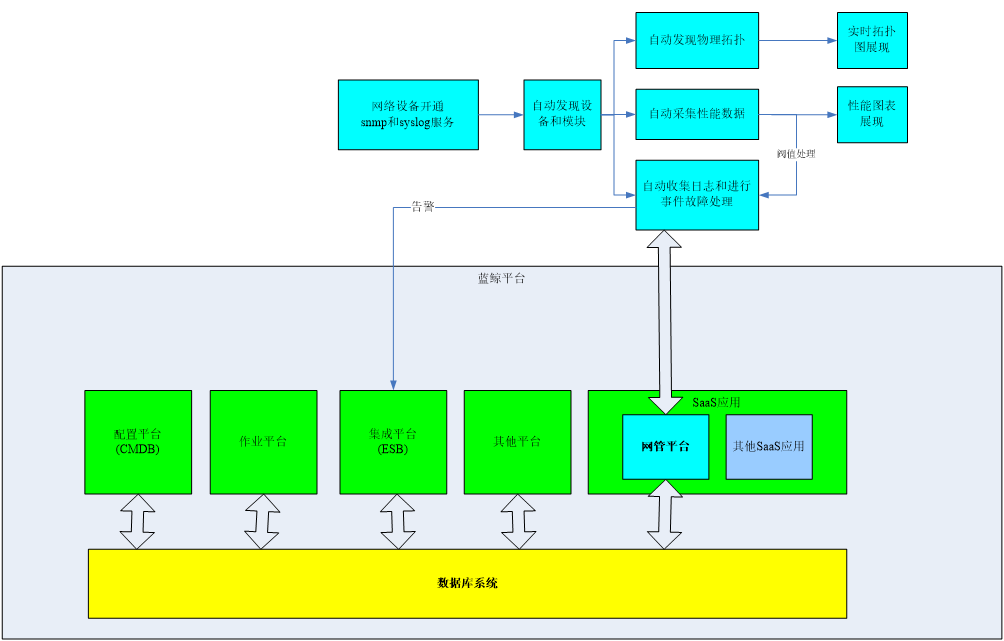 自动发现物理拓扑
实时拓扑
图展现
网络设备开通
snmp和syslog服务
自动发现设
备和模块
自动采集性能数据
性能图表
展现
阀值处理
自动收集日志和进行
事件故障处理
告警
蓝鲸平台
配置平台
(CMDB)
作业平台
集成平台
(ESB)
其他平台
SaaS应用
网管平台
其他SaaS应用
数据库系统